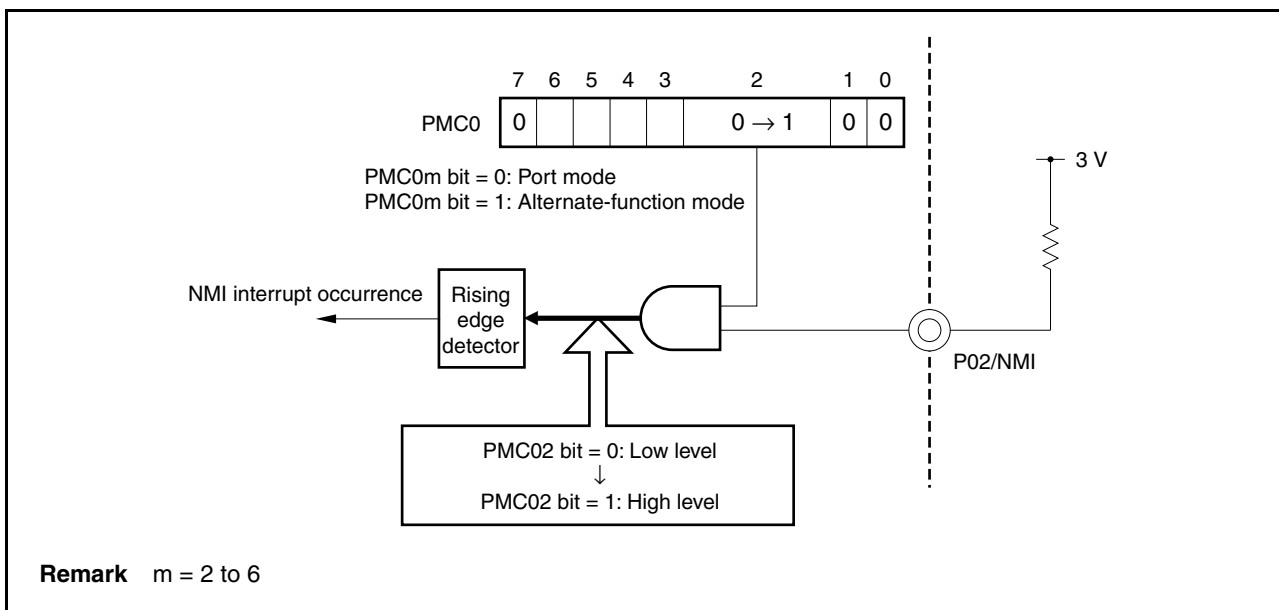 7 6 5 4 3 2 1 0
PMC0 0 0 → 1 0 0
3 V
PMC0m bit = 0: Port mode
PMC0m bit = 1: Alternate-function mode
NMI interrupt occurrence
Rising
edge
detector
P02/NMI
PMC02 bit = 0: Low level
↓
PMC02 bit = 1: High level
Remark m = 2 to 6